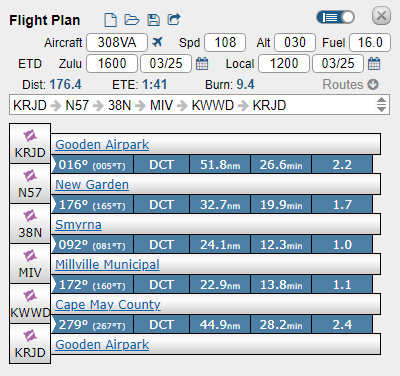 Flight Plan
Aircraft 308VA Spd 108 Alt 030 Fuel 16.0
ETD Zulu 1600 03/25 Local 1200 03/25
Dist: 176.4 ETE: 1:41 Burn: 9.4 Routes
KRJD → N57 → 38N → MIV → KWWD → KRJD
KRJD Gooden Airpark
016° (005°T) DCT 51.8nm 26.6min 2.2
N57 New Garden
176° (165°T) DCT 32.7nm 19.9min 1.7
38N Smyrna
092° (081°T) DCT 24.1nm 12.3min 1.0
MIV Millville Municipal
172° (160°T) DCT 22.9nm 13.8min 1.1
KWWD Cape May County
279° (267°T) DCT 44.9nm 28.2min 2.4
KRJD Gooden Airpark